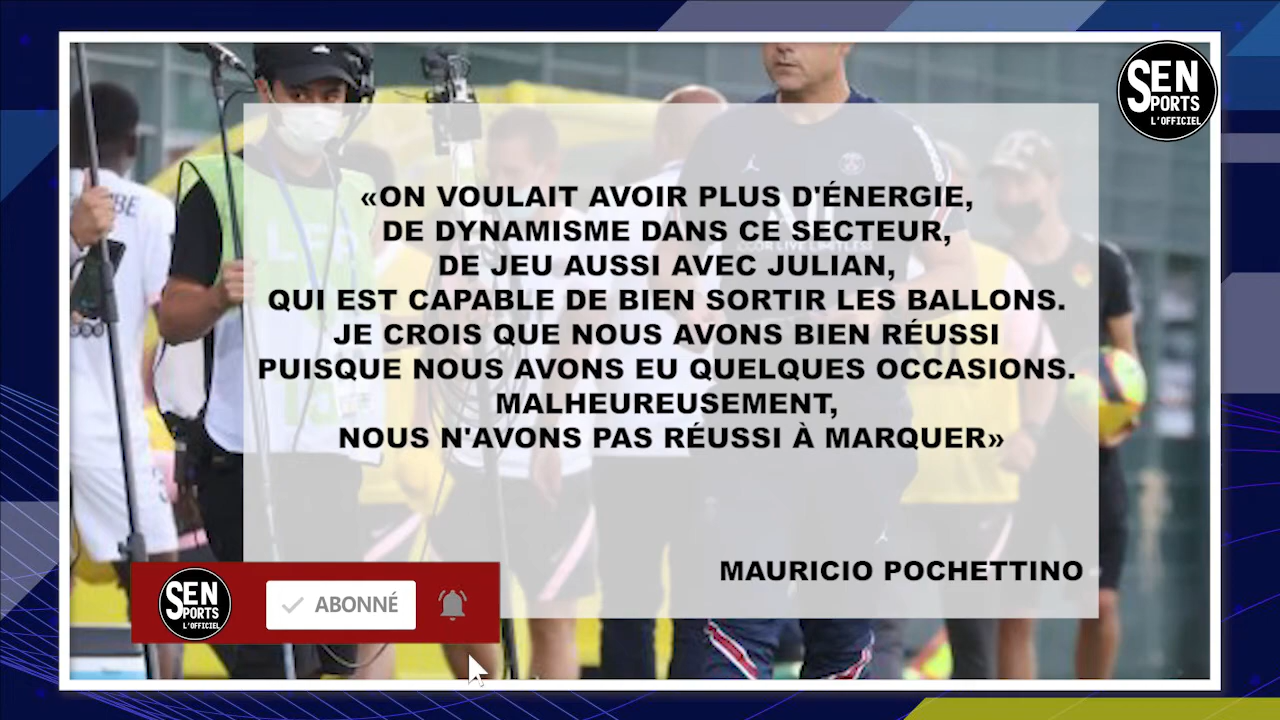 SEN
SPORTS
L'OFFICIEL
«ON VOULAIT AVOIR PLUS D'ÉNERGIE,
DE DYNAMISME DANS CE SECTEUR,
DE JEU AUSSI AVEC JULIAN,
QUI EST CAPABLE DE BIEN SORTIR LES BALLONS.
JE CROIS QUE NOUS AVONS BIEN RÉUSSI
PUISQUE NOUS AVONS EU QUELQUES OCCASIONS.
MALHEUREUSEMENT,
NOUS N'AVONS PAS RÉUSSI À MARQUER»
MAURICIO POCHETTINO
SEN
SPORTS
L'OFFICIEL
ABONNÉ